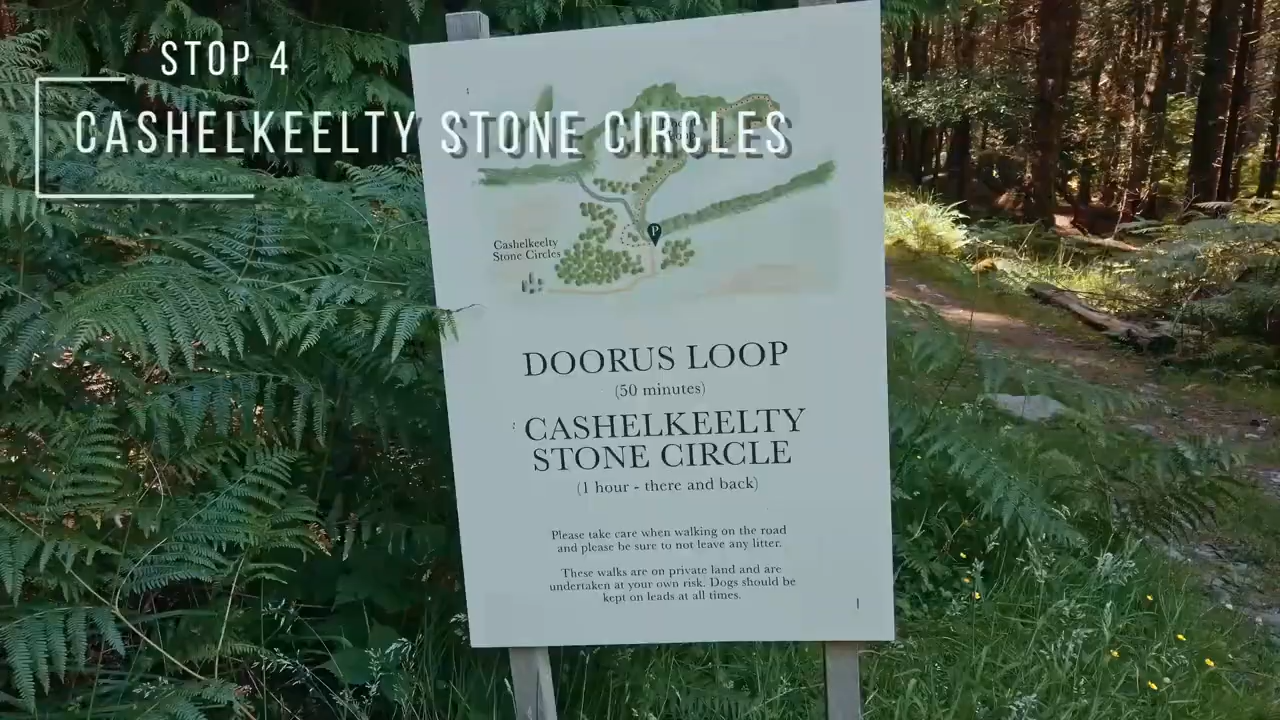 STOP 4
CASHELKEELTY STONE CIRCLES
P
Cashelkeelty
Stone Circles
DOORUS LOOP
(50 minutes)
CASHELKEELTY
STONE CIRCLE
(1 hour - there and back)
Please take care when walking on the road
and please be sure to not leave any litter.
These walks are on private land and are
undertaken at your own risk. Dogs should be
kept on leads at all times.